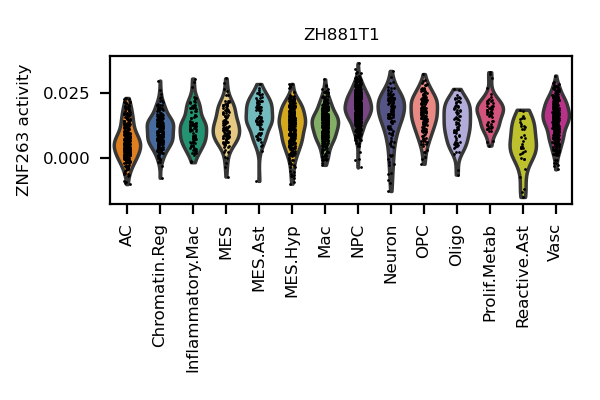 ZH881T1
ZNF263 activity
0.025
0.000
AC
Chromatin.Reg
Inflammatory.Mac
MES
MES.Ast
MES.Hyp
Mac
NPC
Neuron
OPC
Oligo
Prolif.Metab
Reactive.Ast
Vasc